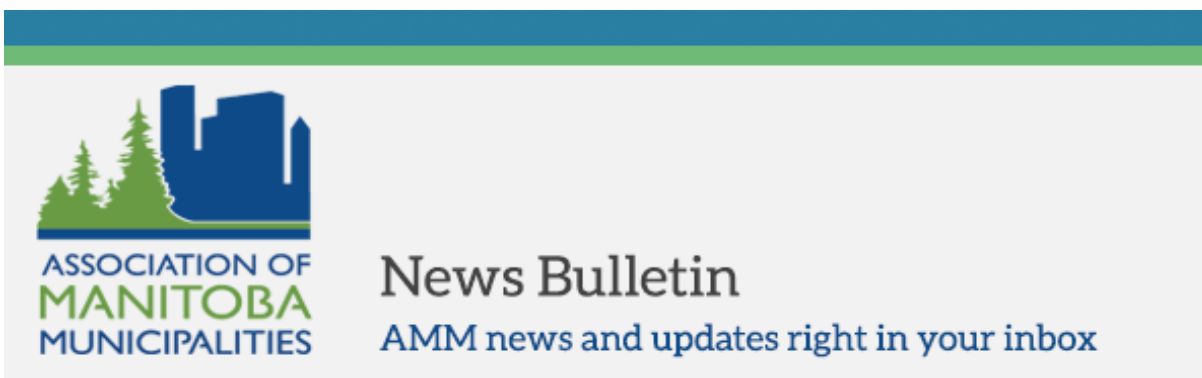 ASSOCIATION OF
MANITOBA
MUNICIPALITIES
News Bulletin
AMM news and updates right in your inbox